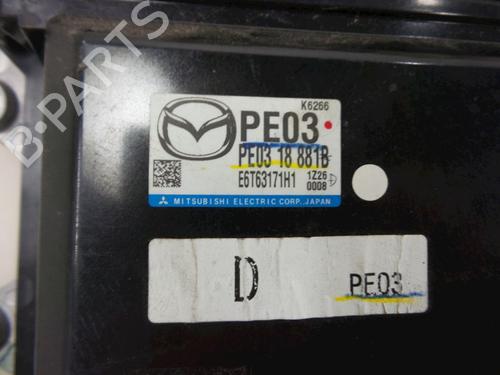 K6266
PE03
PE03 18 881B
E6T63171H1
1Z26
0008
MITSUBISHI ELECTRIC CORP., JAPAN
D
PE03
B-Parts